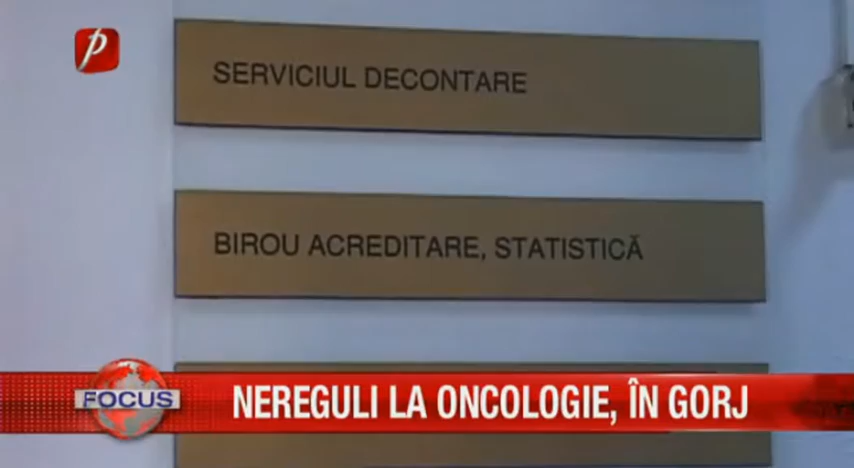 p
SERVICIUL DECONTARE
BIROU ACREDITARE, STATISTICĂ
FOCUS
NEREGULI LA ONCOLOGIE, ÎN GORJ